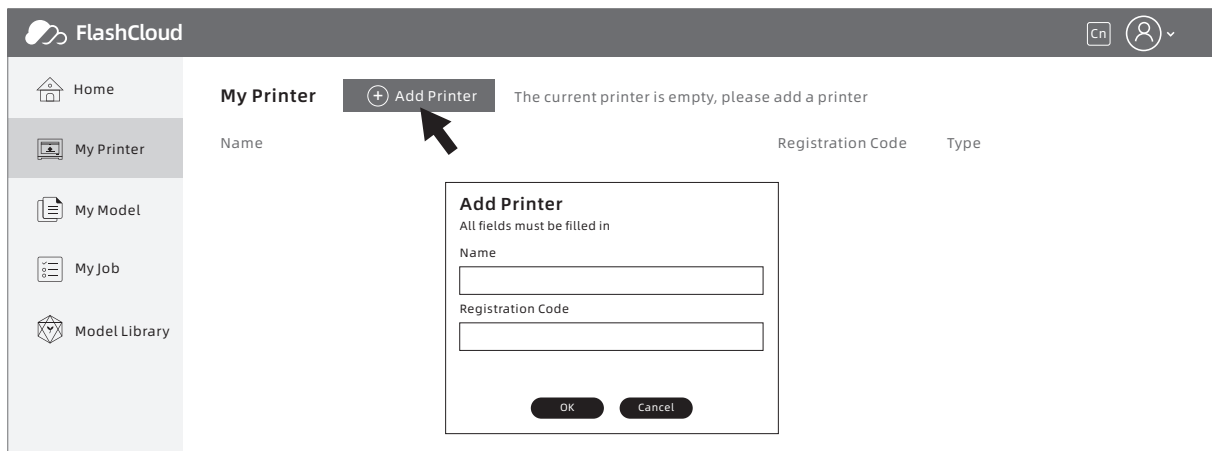 FlashCloud
Cn
Home
My Printer
My Model
My Job
Model Library
My Printer
Add Printer
The current printer is empty, please add a printer
Name
Registration Code
Type
Add Printer
All fields must be filled in
Name
Registration Code
OK
Cancel